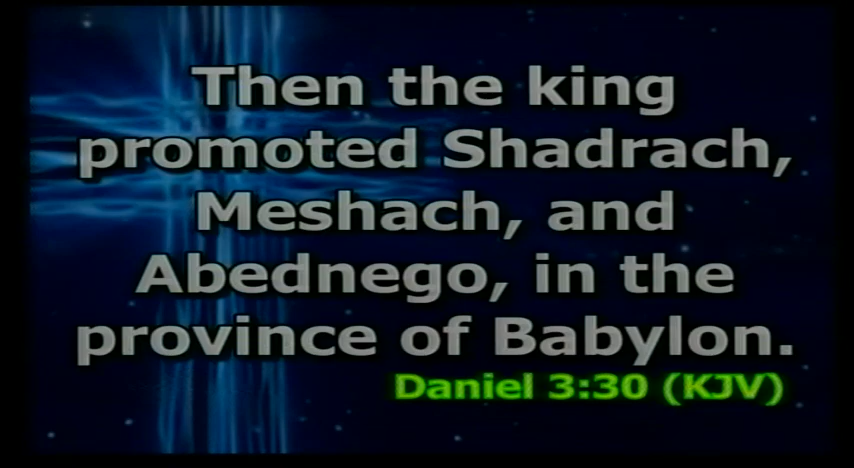 Then the king
promoted Shadrach,
Meshach, and
Abednego, in the
province of Babylon.
Daniel 3:30 (KJV)